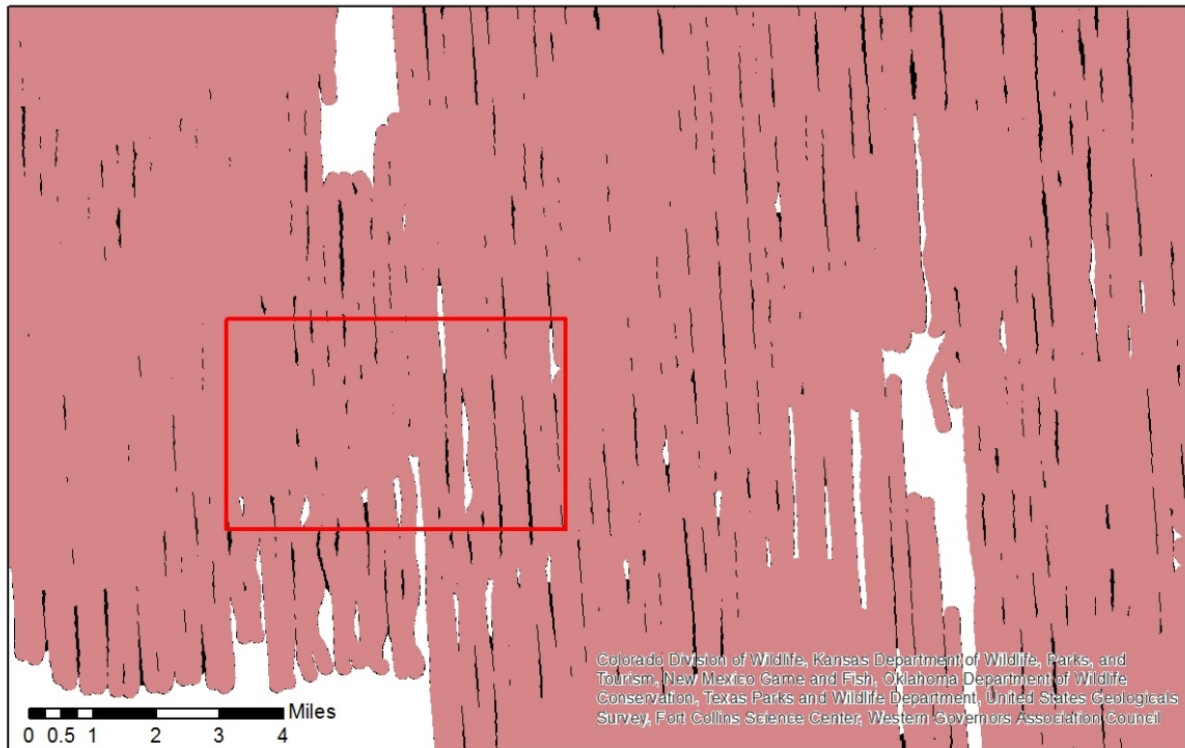 Colorado Division of Wildlife, Kansas Department of Wildlife, Parks, and
Tourism, New Mexico Game and Fish, Oklahoma Department of Wildlife
Conservation, Texas Parks and Wildlife Department, United States Geologicals
Survey, Fort Collins Science Center, Western Governors Association Council
Miles
0 0.5 1 2 3 4